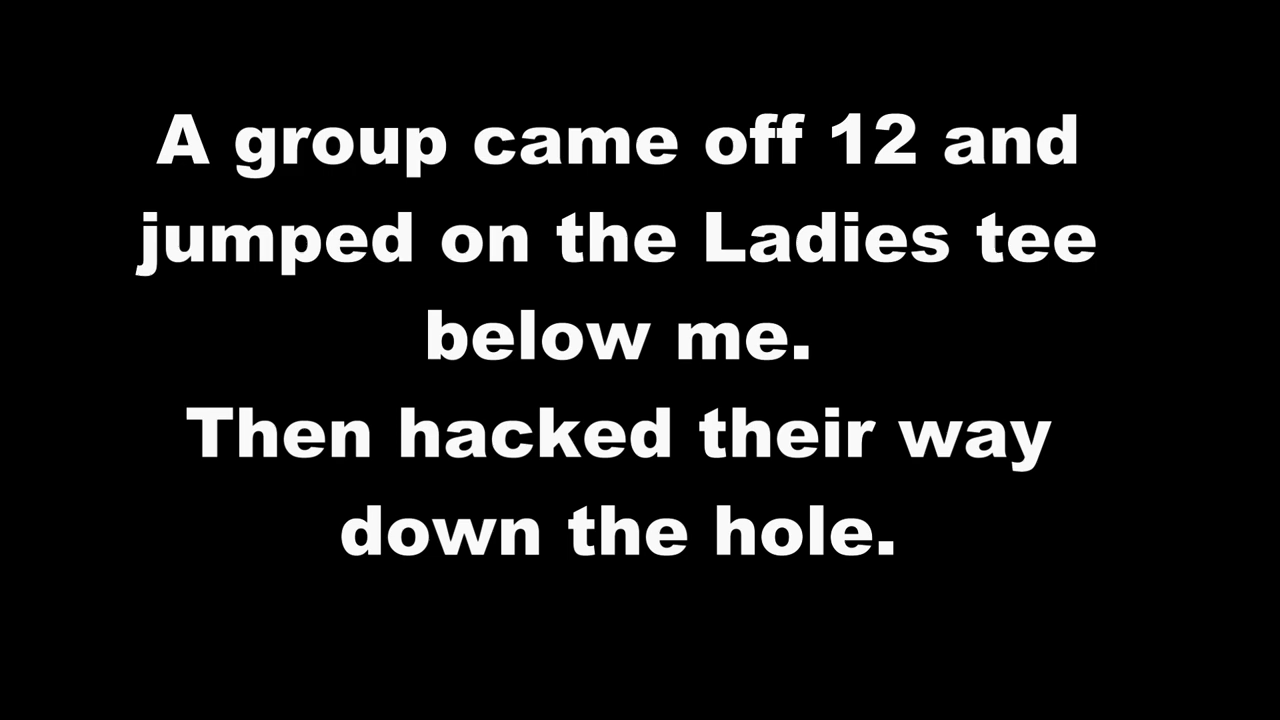 A group came off 12 and
jumped on the Ladies tee
below me.
Then hacked their way
down the hole.